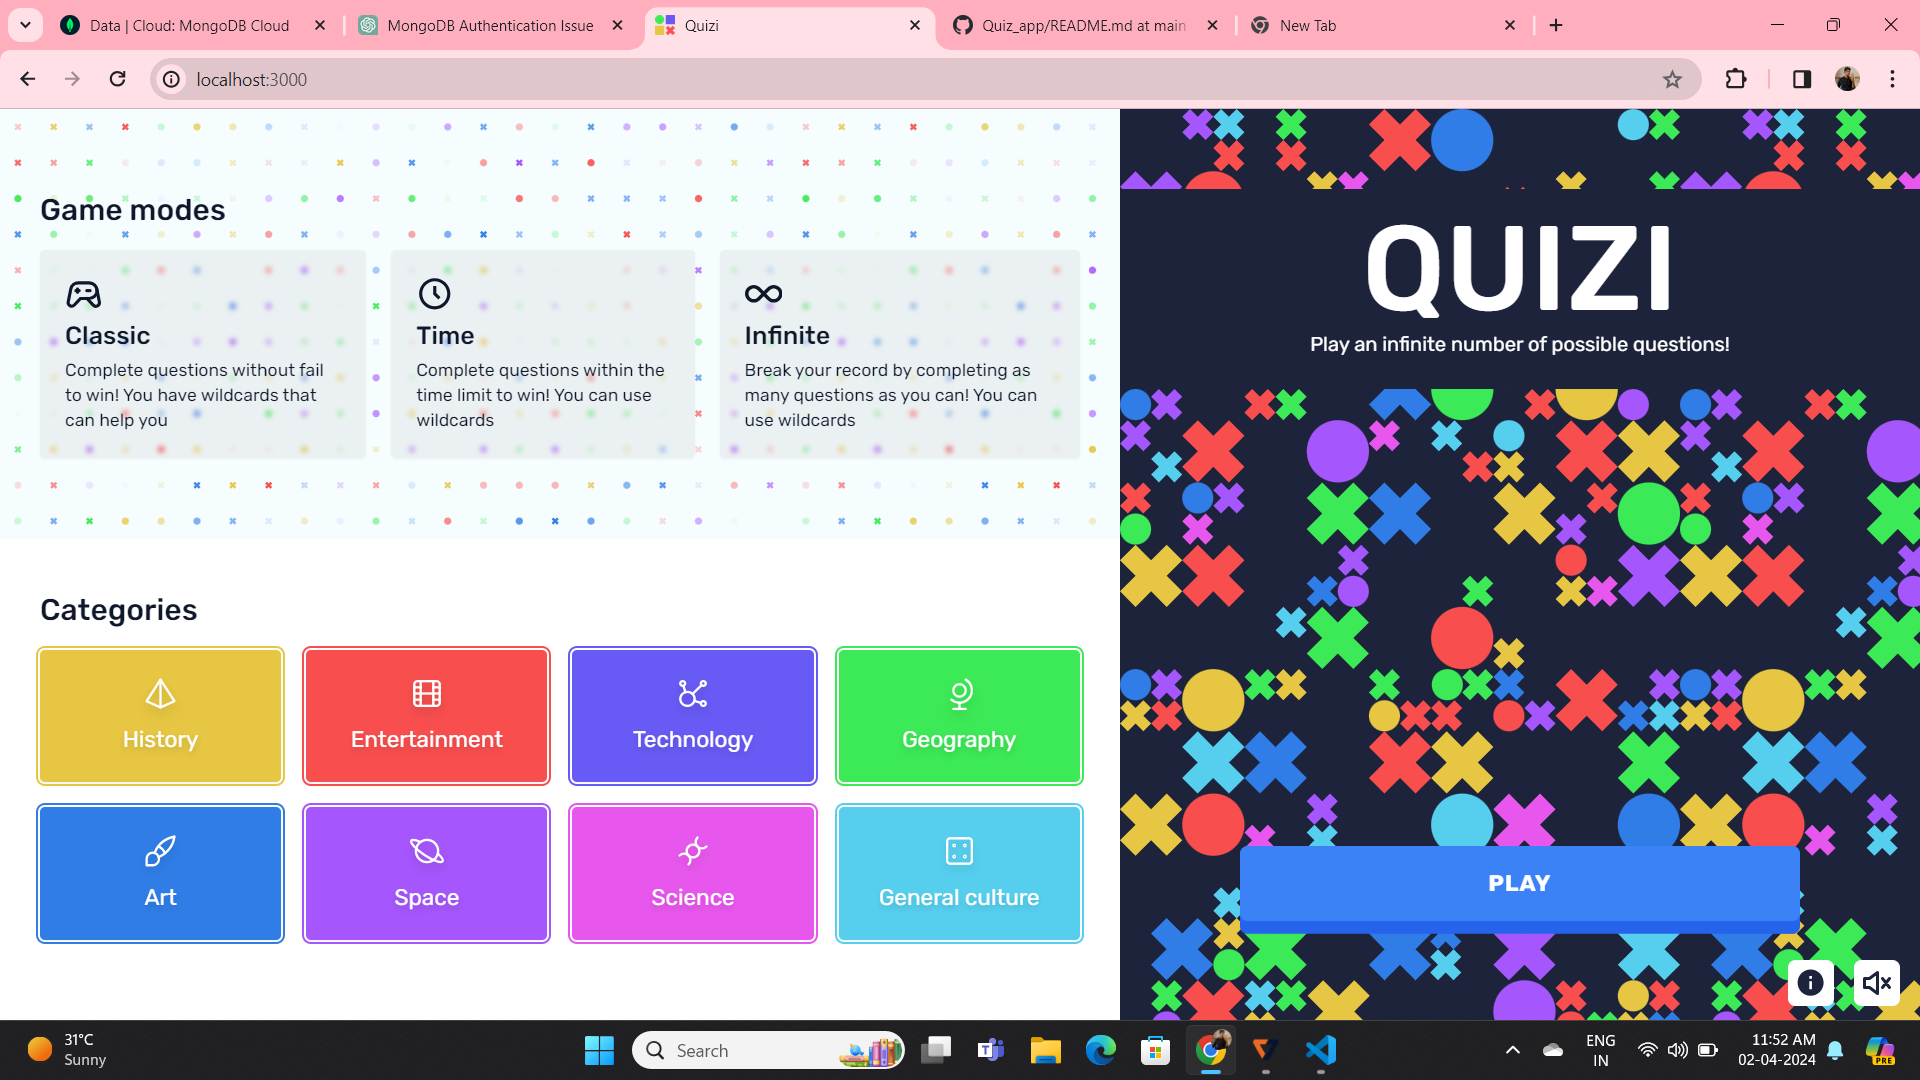 Data | Cloud: MongoDB Cloud
MongoDB Authentication Issue
Quizi
Quiz_app/README.md at main
New Tab
localhost:3000
Game modes
Classic
Complete questions without fail
to win! You have wildcards that
can help you
Time
Complete questions within the
time limit to win! You can use
wildcards
Infinite
Break your record by completing as
many questions as you can! You can
use wildcards
QUIZI
Play an infinite number of possible questions!
Categories
History
Entertainment
Technology
Geography
Art
Space
Science
General culture
PLAY
31°C
Sunny
Search
ENG
IN
11:52 AM
02-04-2024
PRE